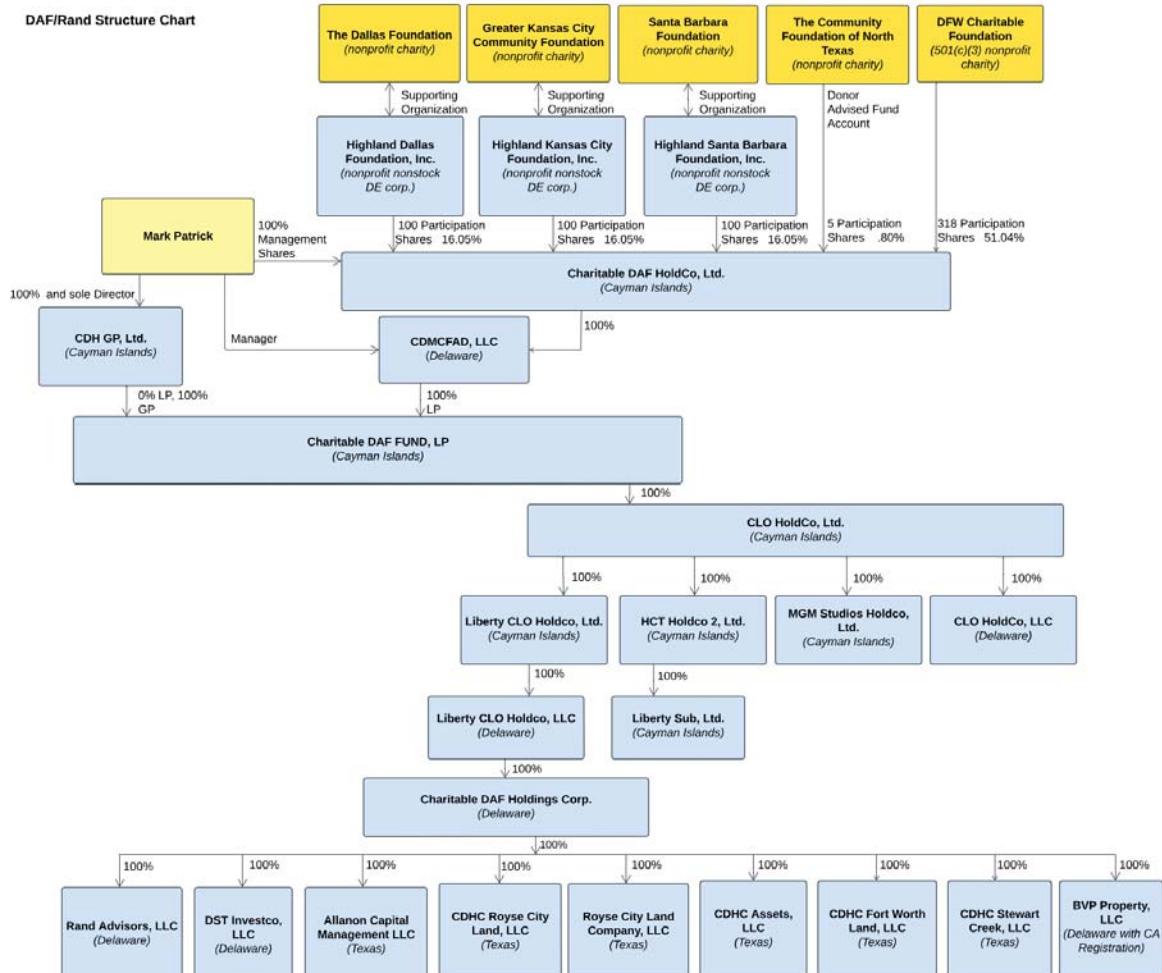 DAF/Rand Structure Chart
The Dallas Foundation
(nonprofit charity)
Greater Kansas City
Community Foundation
(nonprofit charity)
Santa Barbara
Foundation
(nonprofit charity)
The Community
Foundation of North
Texas
(nonprofit charity)
DFW Charitable
Foundation
(501(c)(3) nonprofit
charity)
Supporting
Organization
Supporting
Organization
Supporting
Organization
Donor
Advised Fund
Account
Highland Dallas
Foundation, Inc.
(nonprofit nonstock
DE corp.)
Highland Kansas City
Foundation, Inc.
(nonprofit nonstock
DE corp.)
Highland Santa Barbara
Foundation, Inc.
(nonprofit nonstock
DE corp.)
Mark Patrick
100%
Management
Shares
100 Participation
Shares 16.05%
100 Participation
Shares 16.05%
100 Participation
Shares 16.05%
5 Participation
Shares .80%
318 Participation
Shares 51.04%
Charitable DAF HoldCo, Ltd.
(Cayman Islands)
100% and sole Director
CDH GP, Ltd.
(Cayman Islands)
Manager
100%
CDMCFAD, LLC
(Delaware)
0% LP, 100%
GP
100%
LP
Charitable DAF FUND, LP
(Cayman Islands)
100%
CLO HoldCo, Ltd.
(Cayman Islands)
100%
100%
100%
100%
Liberty CLO Holdco, Ltd.
(Cayman Islands)
HCT Holdco 2, Ltd.
(Cayman Islands)
MGM Studios Holdco,
Ltd.
(Cayman Islands)
CLO HoldCo, LLC
(Delaware)
100%
100%
Liberty CLO Holdco, LLC
(Delaware)
Liberty Sub, Ltd.
(Cayman Islands)
100%
Charitable DAF Holdings Corp.
(Delaware)
100%
100%
100%
100%
100%
100%
100%
100%
100%
100%
Rand Advisors, LLC
(Delaware)
DST Investco,
LLC
(Delaware)
Allanon Capital
Management LLC
(Texas)
CDHC Royse City
Land, LLC
(Texas)
Royse City Land
Company, LLC
(Texas)
CDHC Assets,
LLC
(Texas)
CDHC Fort Worth
Land, LLC
(Texas)
CDHC Stewart
Creek, LLC
(Texas)
BVP Property,
LLC
(Delaware with CA
Registration)